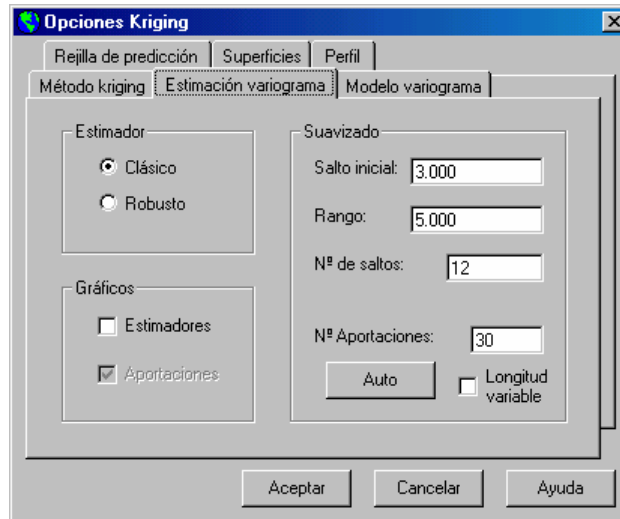 Opciones Kriging
Rejilla de predicción Superficies Perfil
Método kriging Estimación variograma Modelo variograma
Estimador
Clásico
Robusto
Gráficos
Estimadores
Aportaciones
Suavizado
Salto inicial: 3.000
Rango: 5.000
Nº de saltos: 12
Nº Aportaciones: 30
Auto
Longitud
variable
Aceptar Cancelar Ayuda